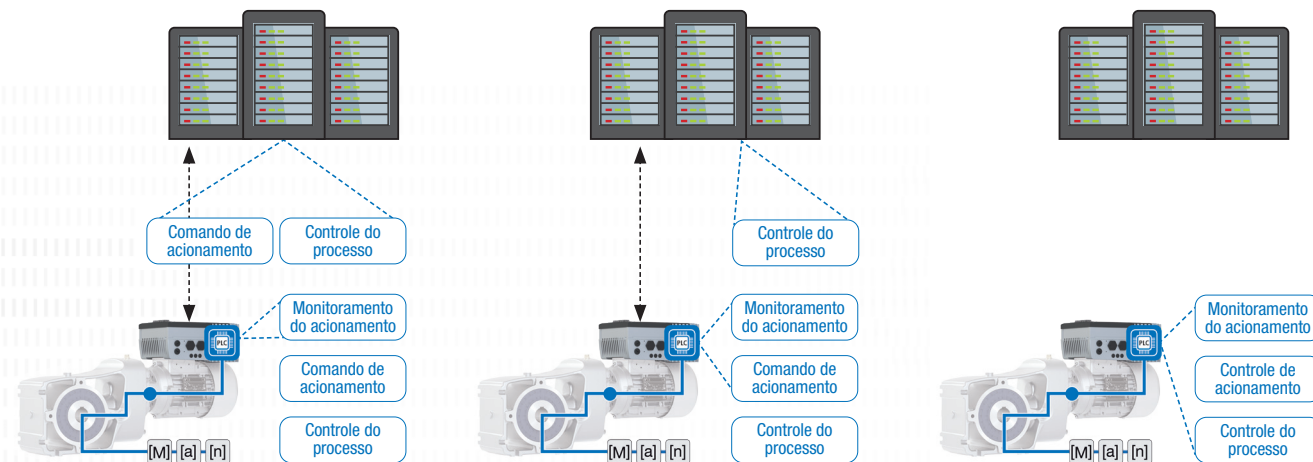 Comando de
acionamento
Controle do
processo
Monitoramento
do acionamento
PLC
Comando de
acionamento
Controle do
processo
[M] [a] [n]
Controle do
processo
Monitoramento
do acionamento
PLC
Comando de
acionamento
Controle do
processo
[M] [a] [n]
Monitoramento
do acionamento
PLC
Controle de
acionamento
Controle do
processo
[M] [a] [n]